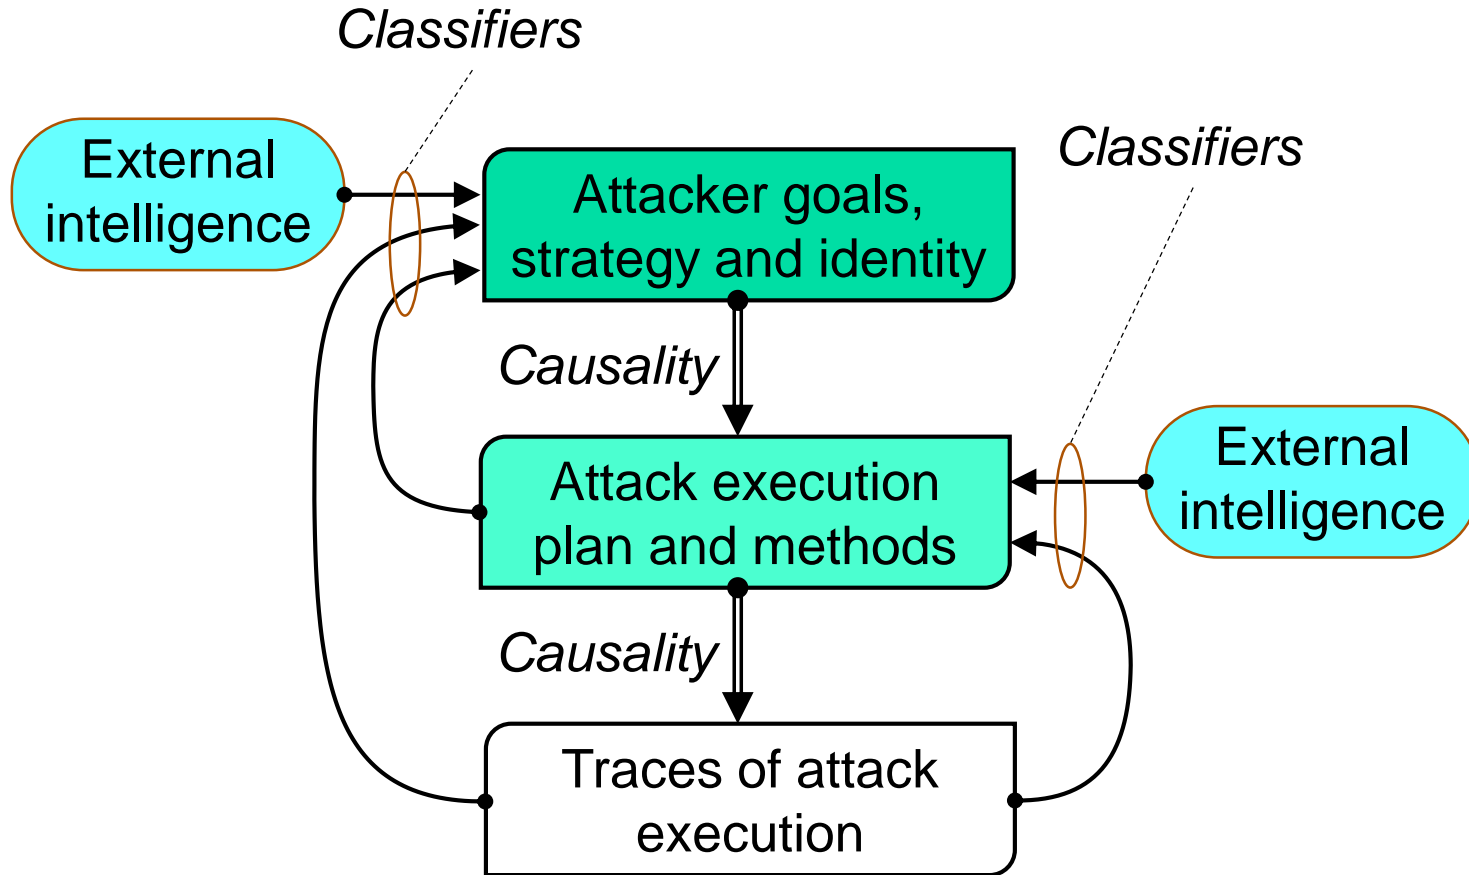 Classifiers
External
intelligence
Classifiers
Attacker goals,
strategy and identity
Causality
Attack execution
plan and methods
External
intelligence
Causality
Traces of attack
execution